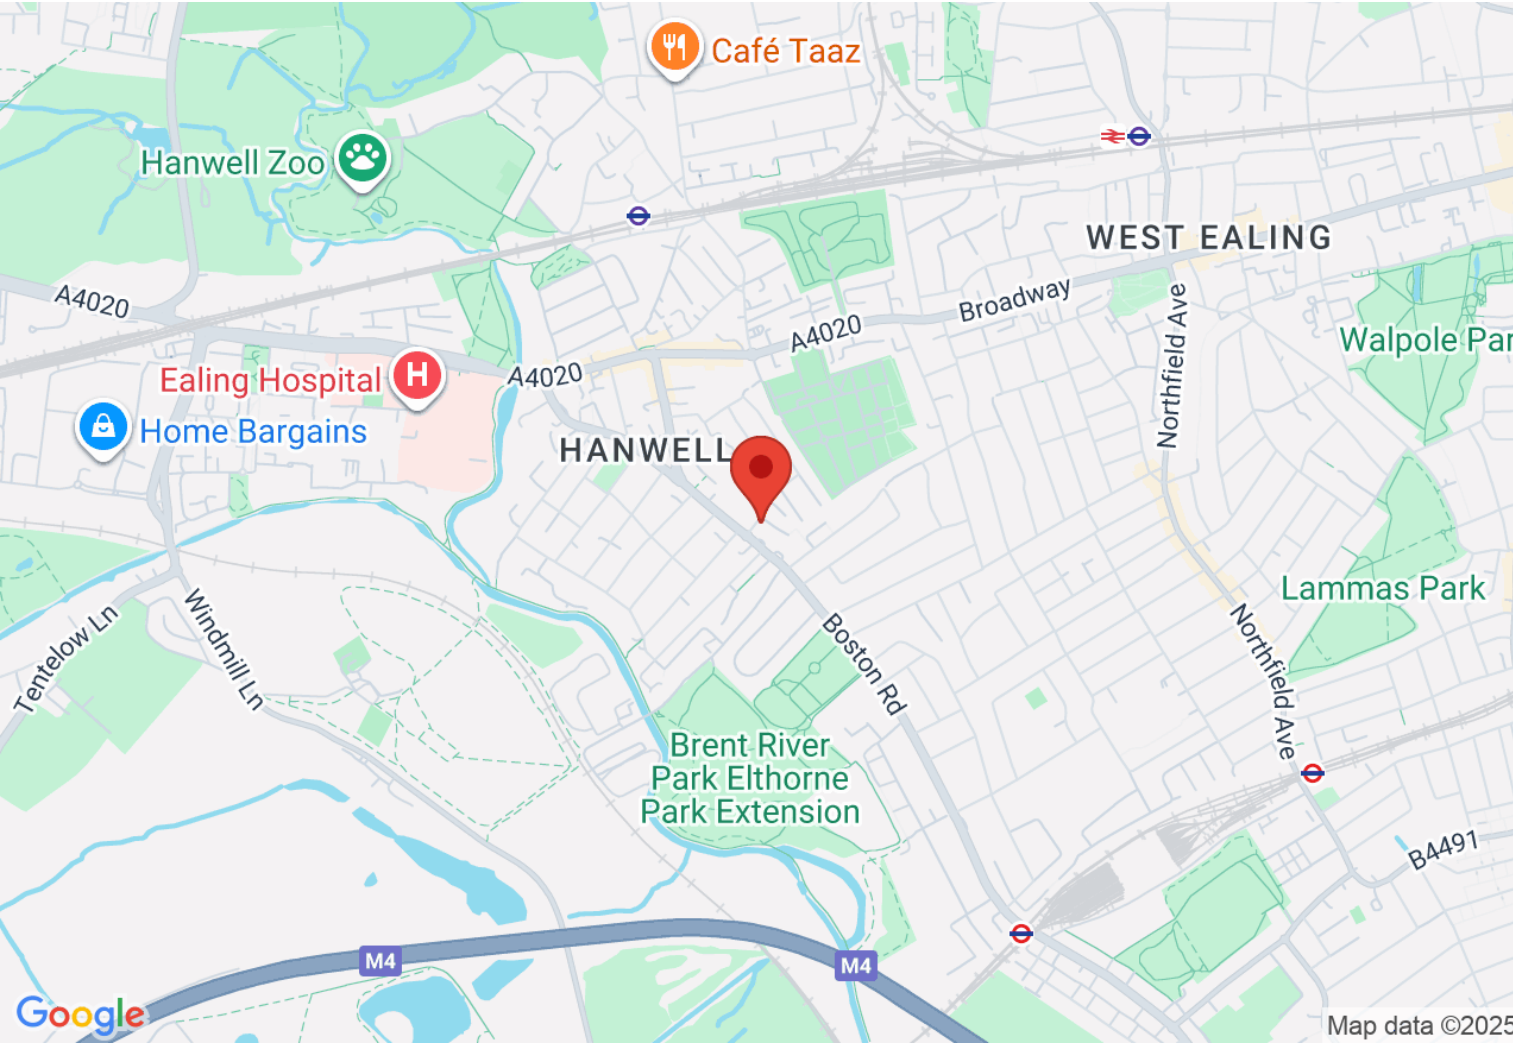 Café Taaz
Hanwell Zoo
WEST EALING
A4020
Broadway
A4020
Northfield Ave
Walpole Par
Ealing Hospital
H
A4020
Home Bargains
HANWELL
Lammas Park
Tentelow Ln
Windmill Ln
Boston Rd
Northfield Ave
Brent River
Park Elthorne
Park Extension
B4491
M4
M4
Google
Map data ©2025